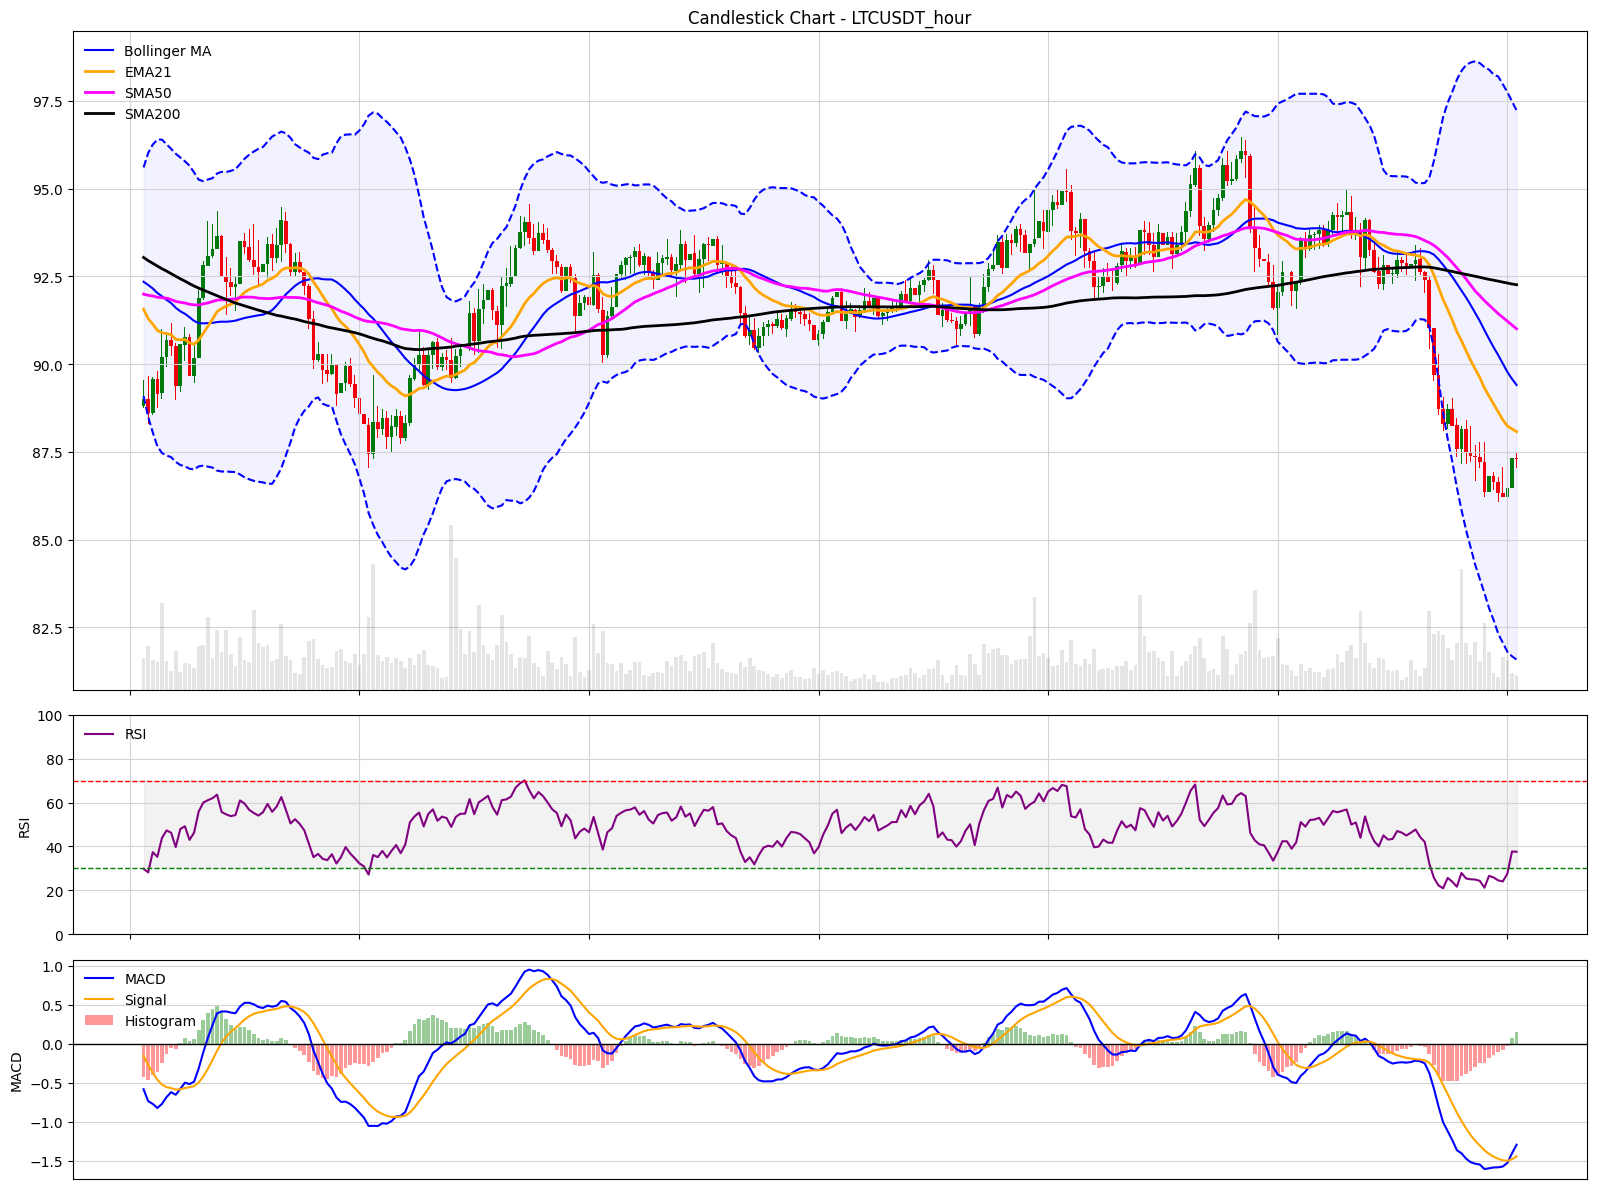 Candlestick Chart - LTCUSDT_hour
Bollinger MA
EMA21
SMA50
SMA200
97.5
95.0
92.5
90.0
87.5
85.0
82.5
100
80
60
40
20
0
RSI
RSI
1.0
0.5
0.0
−0.5
−1.0
−1.5
MACD
MACD
Signal
Histogram